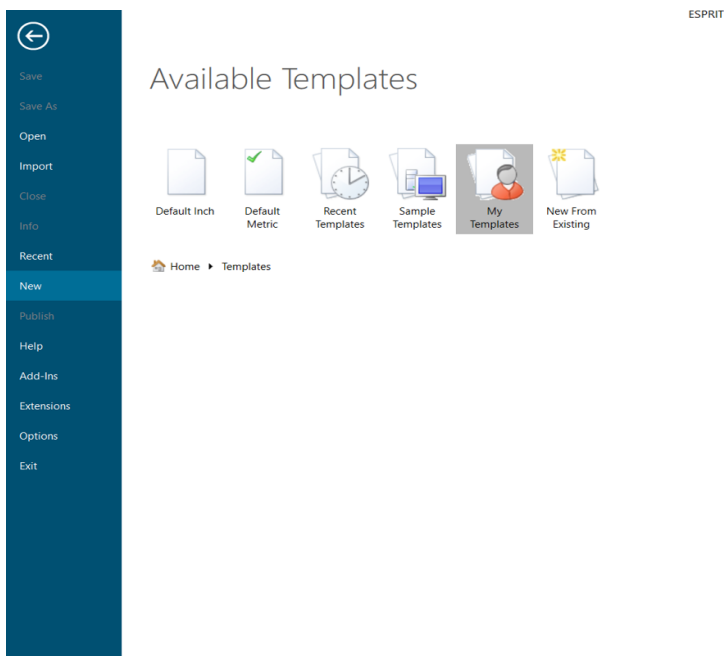 ESPRIT
Save
Save As
Open
Import
Close
Info
Recent
New
Publish
Help
Add-Ins
Extensions
Options
Exit
Available Templates
Default Inch
Default
Metric
Recent
Templates
Sample
Templates
My
Templates
New From
Existing
Home
Templates